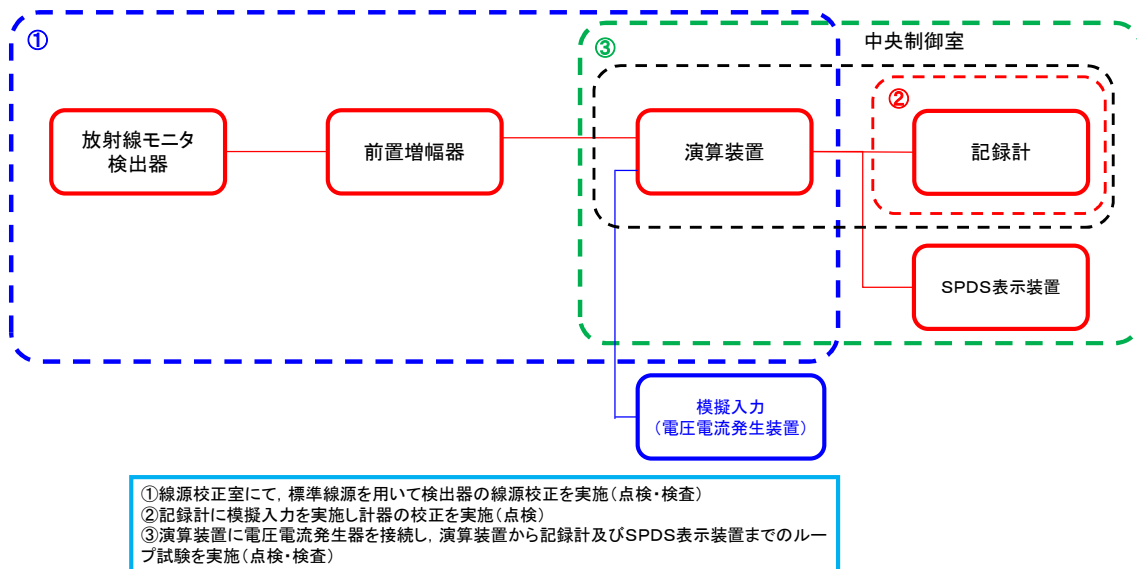 ①
③
中央制御室
②
放射線モニタ
検出器
前置増幅器
演算装置
記録計
SPDS表示装置
模擬入力
（電圧電流発生装置）
①線源校正室にて，標準線源を用いて検出器の線源校正を実施（点検・検査）
②記録計に模擬入力を実施し計器の校正を実施（点検）
③演算装置に電圧電流発生器を接続し，演算装置から記録計及びSPDS表示装置までのルー
プ試験を実施（点検・検査）